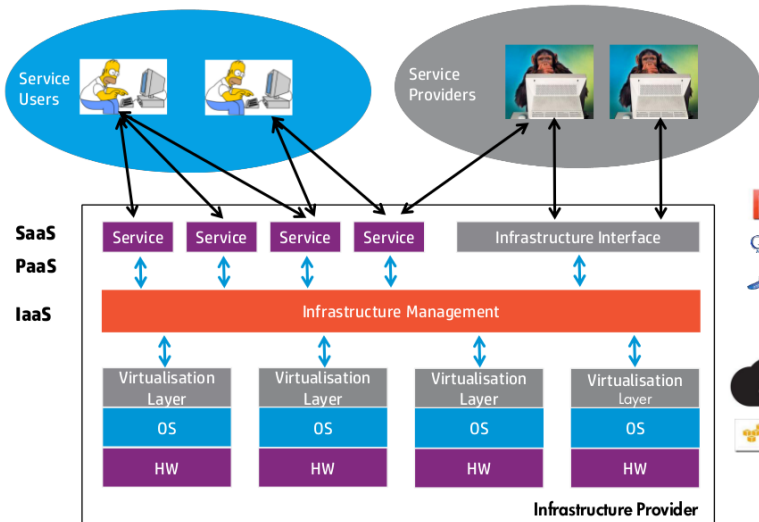 Service
Users
Service
Providers
SaaS
PaaS
IaaS
Service
Service
Service
Service
Infrastructure Interface
Infrastructure Management
Virtualisation
Layer
Virtualisation
Layer
Virtualisation
Layer
Virtualisation
Layer
OS
OS
OS
OS
HW
HW
HW
HW
Infrastructure Provider